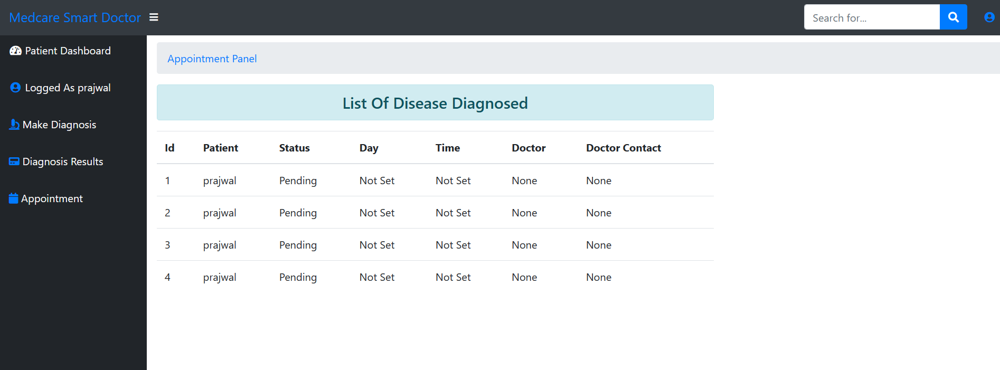 Medcare Smart Doctor
Search for...
Patient Dashboard
Logged As prajwal
Make Diagnosis
Diagnosis Results
Appointment
Appointment Panel
List Of Disease Diagnosed
Id Patient Status Day Time Doctor Doctor Contact
1 prajwal Pending Not Set Not Set None None
2 prajwal Pending Not Set Not Set None None
3 prajwal Pending Not Set Not Set None None
4 prajwal Pending Not Set Not Set None None